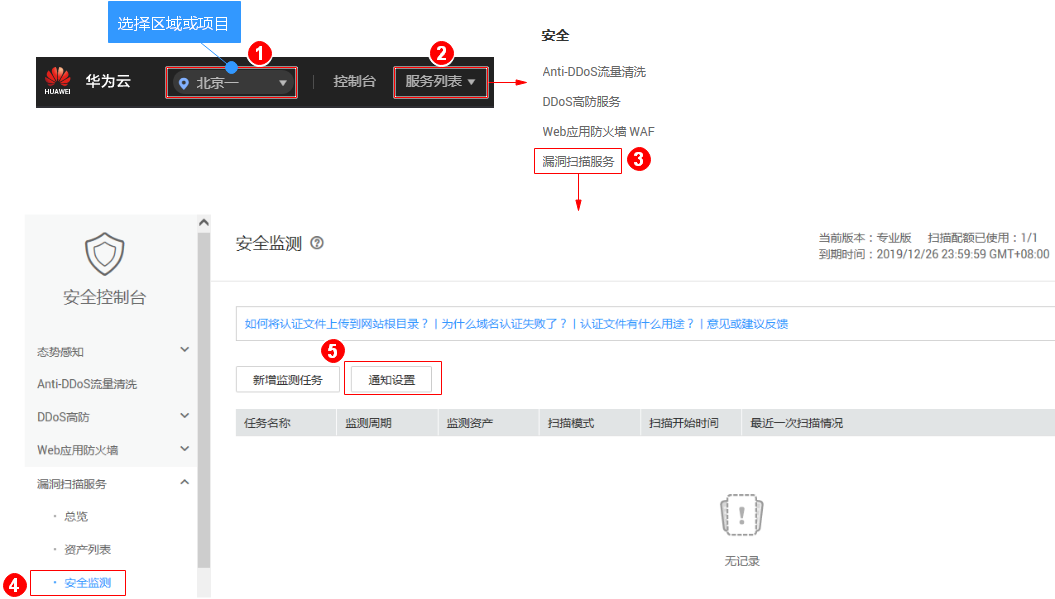 选择区域或项目
1
2
HUAWEI
华为云
北京一
控制台
服务列表
安全
Anti-DDoS流量清洗
DDoS高防服务
Web应用防火墙 WAF
漏洞扫描服务
3
安全控制台
态势感知
Anti-DDoS流量清洗
DDoS高防
Web应用防火墙
漏洞扫描服务
· 总览
· 资产列表
4
· 安全监测
安全监测 ?
当前版本：专业版 扫描配额已使用：1/1
到期时间：2019/12/26 23:59:59 GMT+08:00
如何将认证文件上传到网站根目录？ | 为什么域名认证失败了？ | 认证文件有什么用途？ | 意见或建议反馈
5
新增监测任务 通知设置
任务名称 监测周期 监测资产 扫描模式 扫描开始时间 最近一次扫描情况
无记录